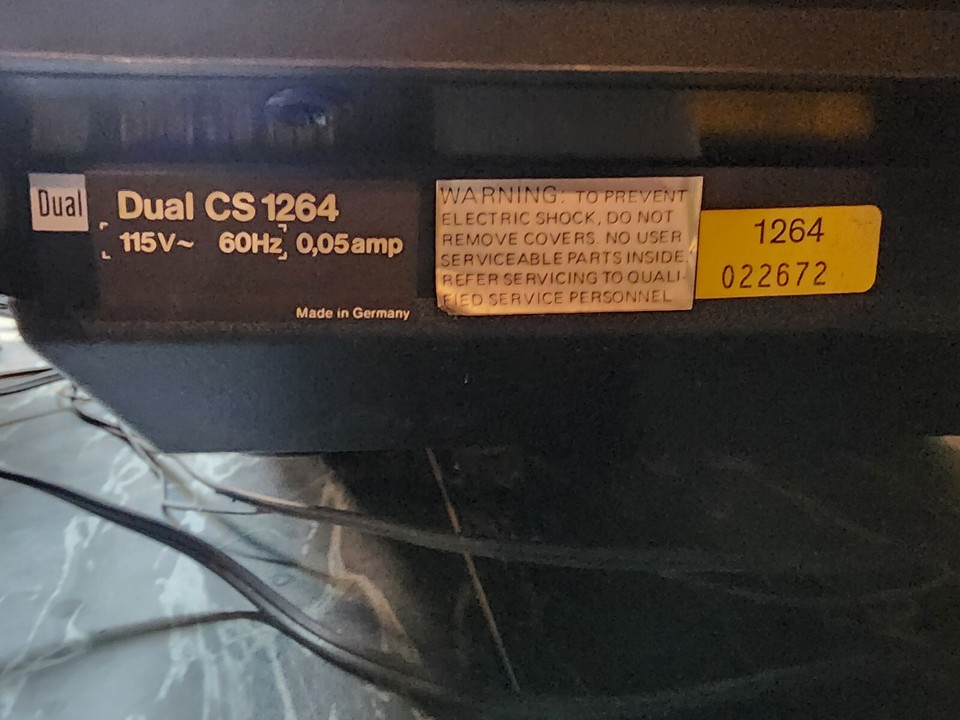 Dual
Dual CS 1264
115V~ 60Hz 0,05amp
Made in Germany
WARNING: TO PREVENT
ELECTRIC SHOCK, DO NOT
REMOVE COVERS. NO USER
SERVICEABLE PARTS INSIDE.
REFER SERVICING TO QUALI-
FIED SERVICE PERSONNEL
1264
022672